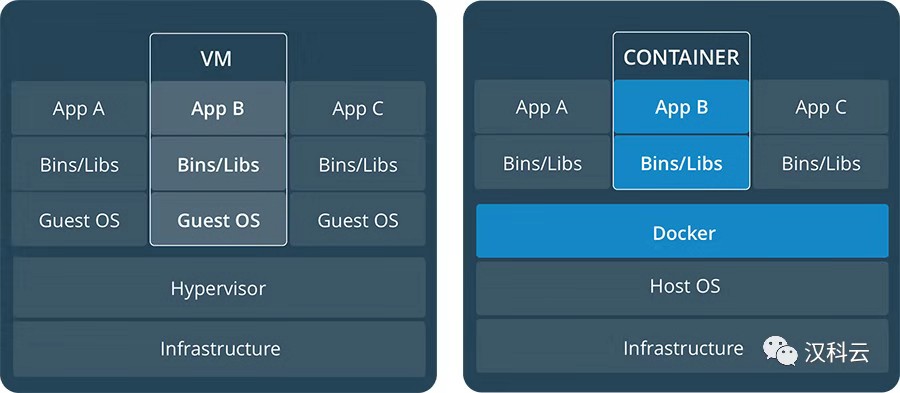 VM
App A App B App C
Bins/Libs Bins/Libs Bins/Libs
Guest OS Guest OS Guest OS
Hypervisor
Infrastructure
CONTAINER
App A App B App C
Bins/Libs Bins/Libs Bins/Libs
Docker
Host OS
Infrastructure
汉科云